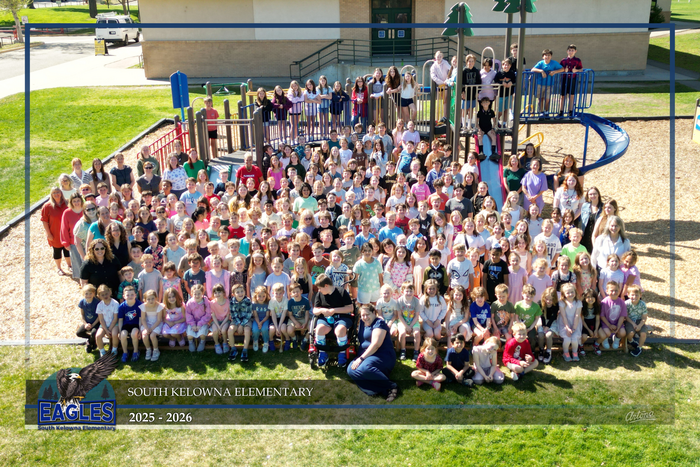 SOUTH KELOWNA ELEMENTARY
EAGLES
South Kelowna Elementary
2025 - 2026